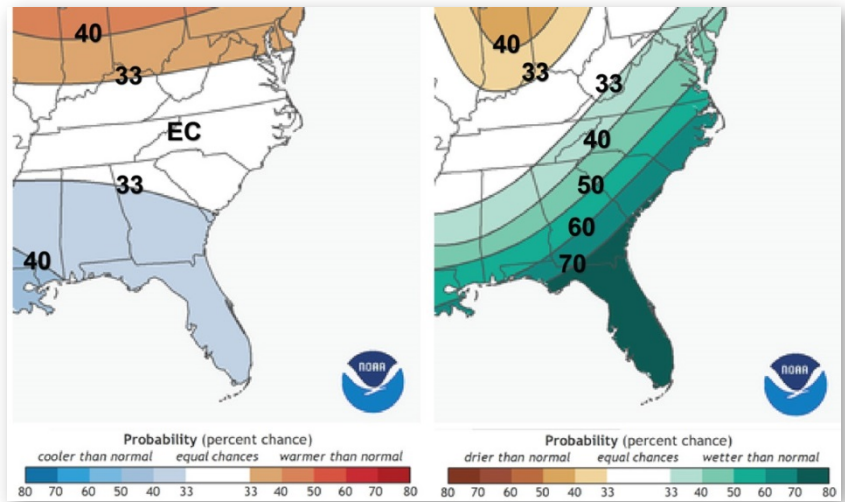 40
33
EC
33
40
NOAA
Probability (percent chance)
cooler than normal equal chances warmer than normal
80 70 60 50 40 33 33 40 50 60 70 80
40
33
33
40
50
60
70
NOAA
Probability (percent chance)
drier than normal equal chances wetter than normal
80 70 60 50 40 33 33 40 50 60 70 80